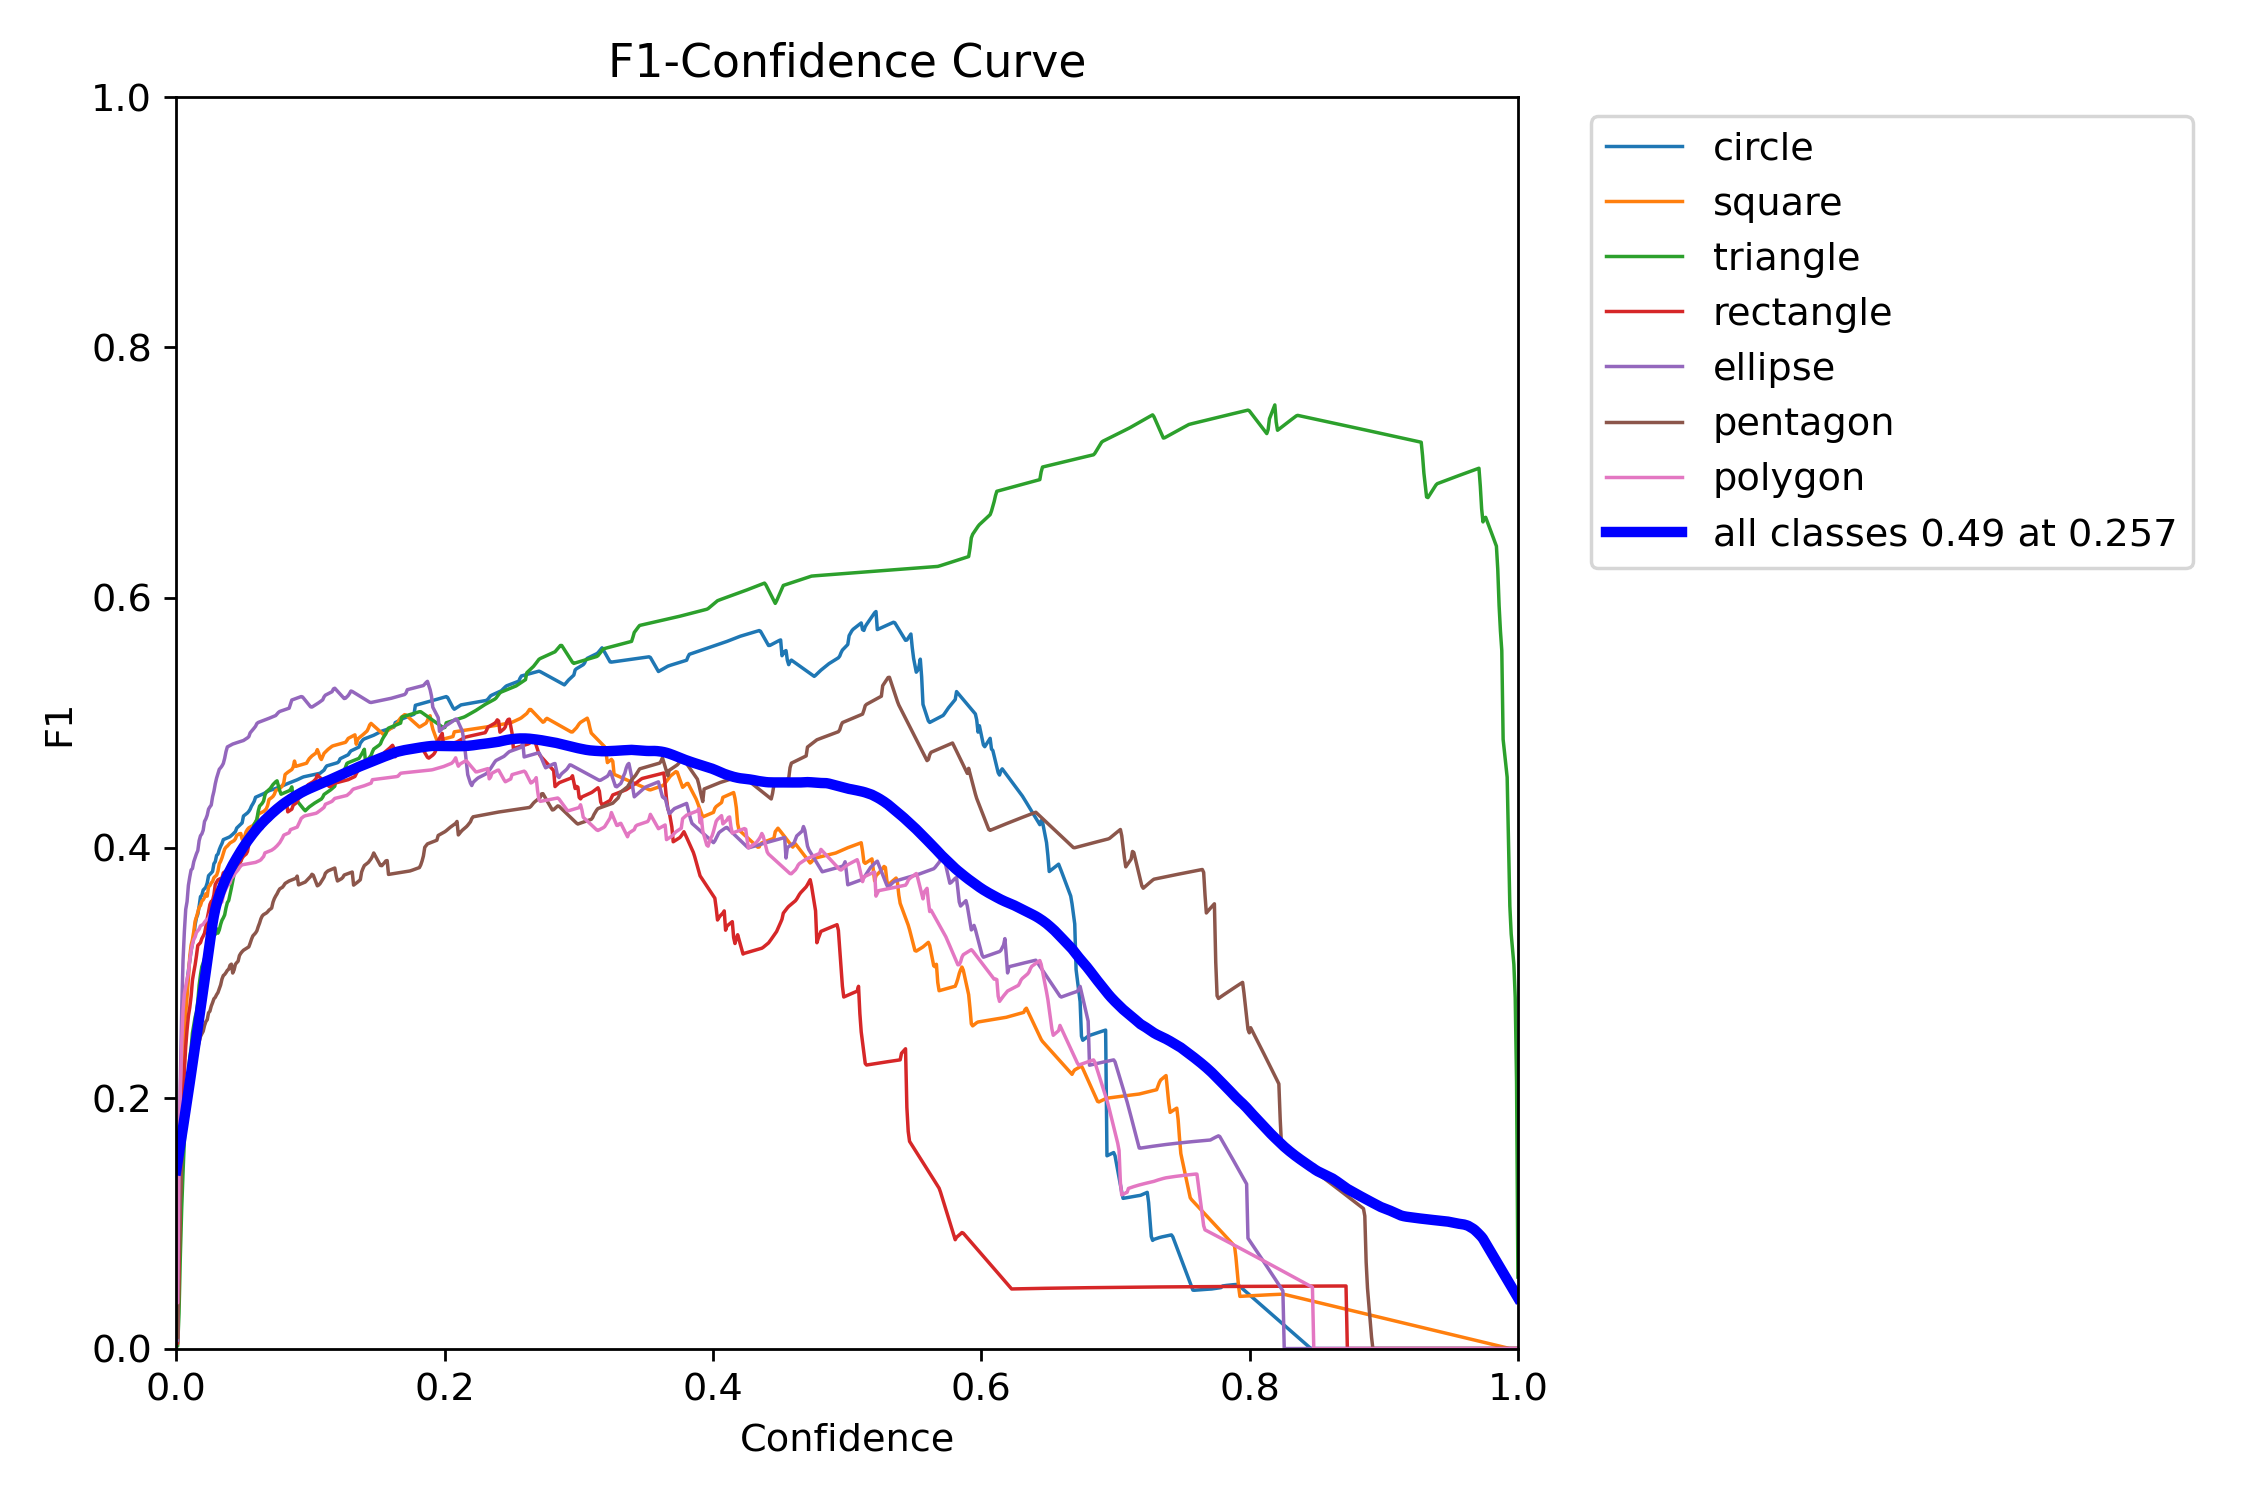 F1-Confidence Curve
1.0
0.8
0.6
0.4
0.2
0.0
F1
0.0 0.2 0.4 0.6 0.8 1.0
Confidence
circle
square
triangle
rectangle
ellipse
pentagon
polygon
all classes 0.49 at 0.257